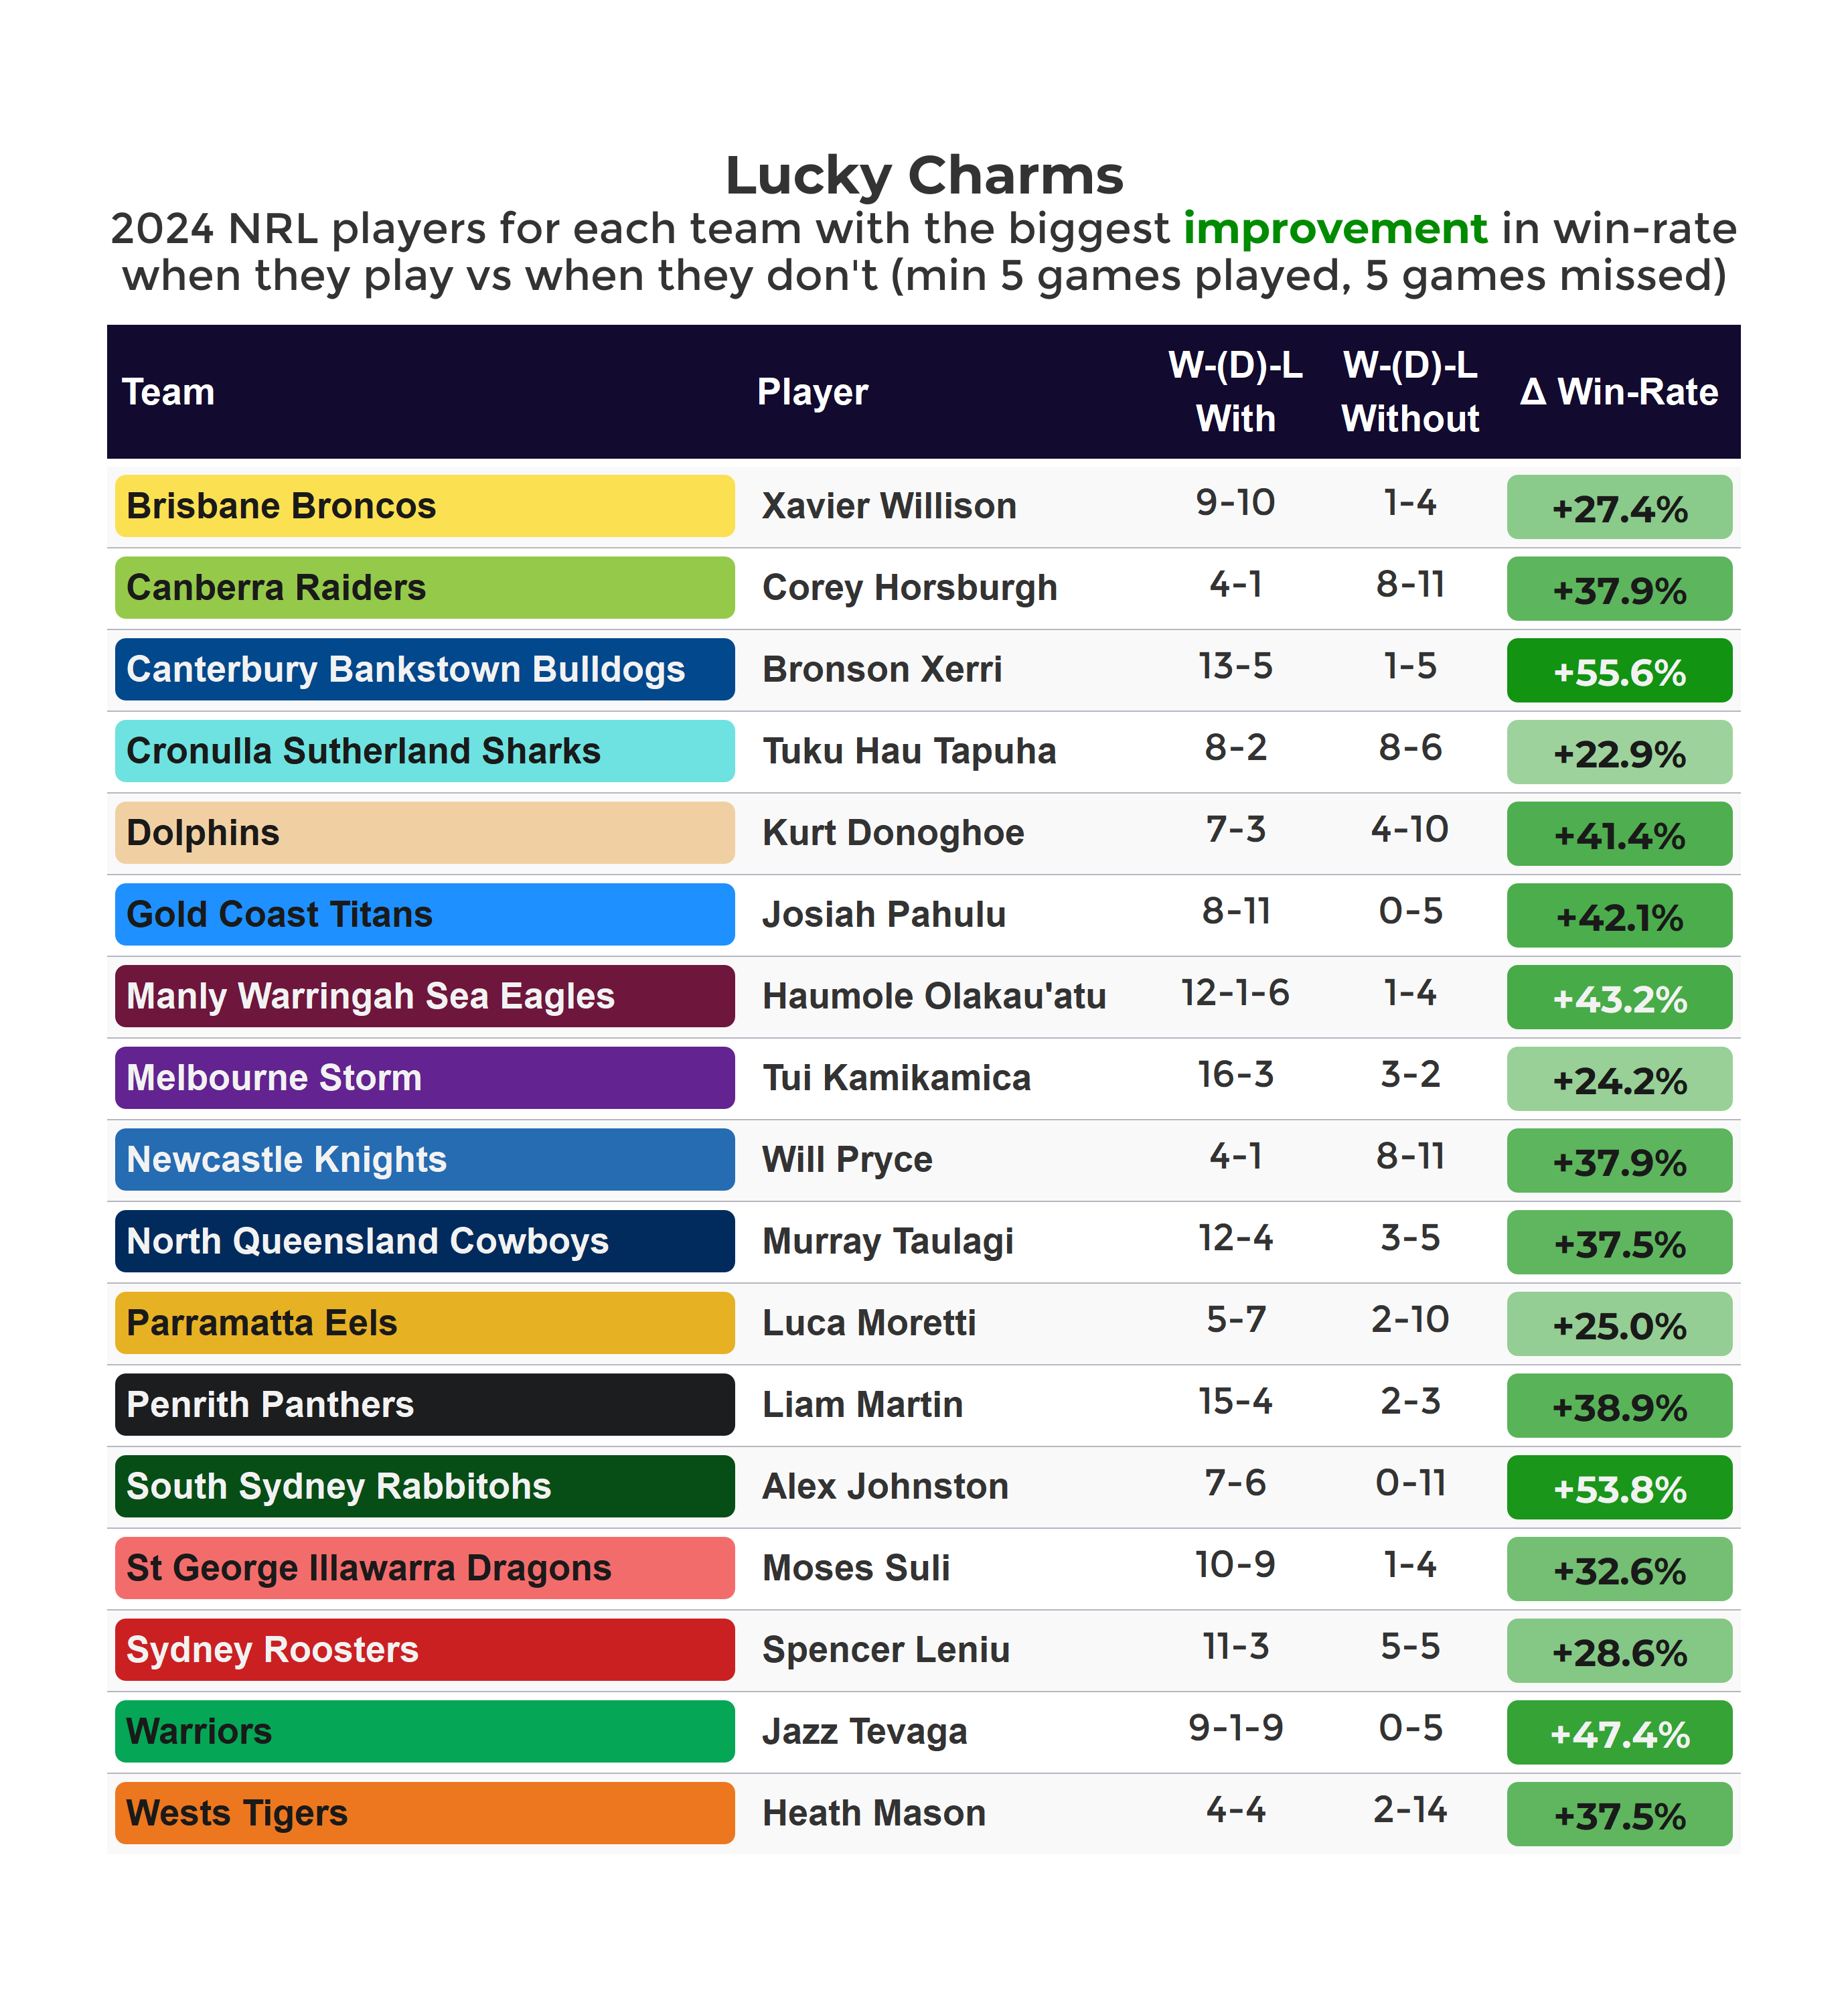 Lucky Charms
2024 NRL players for each team with the biggest improvement in win-rate
when they play vs when they don't (min 5 games played, 5 games missed)
Team Player W-(D)-L With W-(D)-L Without Δ Win-Rate
Brisbane Broncos Xavier Willison 9-10 1-4 +27.4%
Canberra Raiders Corey Horsburgh 4-1 8-11 +37.9%
Canterbury Bankstown Bulldogs Bronson Xerri 13-5 1-5 +55.6%
Cronulla Sutherland Sharks Tuku Hau Tapuha 8-2 8-6 +22.9%
Dolphins Kurt Donoghoe 7-3 4-10 +41.4%
Gold Coast Titans Josiah Pahulu 8-11 0-5 +42.1%
Manly Warringah Sea Eagles Haumole Olakau'atu 12-1-6 1-4 +43.2%
Melbourne Storm Tui Kamikamica 16-3 3-2 +24.2%
Newcastle Knights Will Pryce 4-1 8-11 +37.9%
North Queensland Cowboys Murray Taulagi 12-4 3-5 +37.5%
Parramatta Eels Luca Moretti 5-7 2-10 +25.0%
Penrith Panthers Liam Martin 15-4 2-3 +38.9%
South Sydney Rabbitohs Alex Johnston 7-6 0-11 +53.8%
St George Illawarra Dragons Moses Suli 10-9 1-4 +32.6%
Sydney Roosters Spencer Leniu 11-3 5-5 +28.6%
Warriors Jazz Tevaga 9-1-9 0-5 +47.4%
Wests Tigers Heath Mason 4-4 2-14 +37.5%